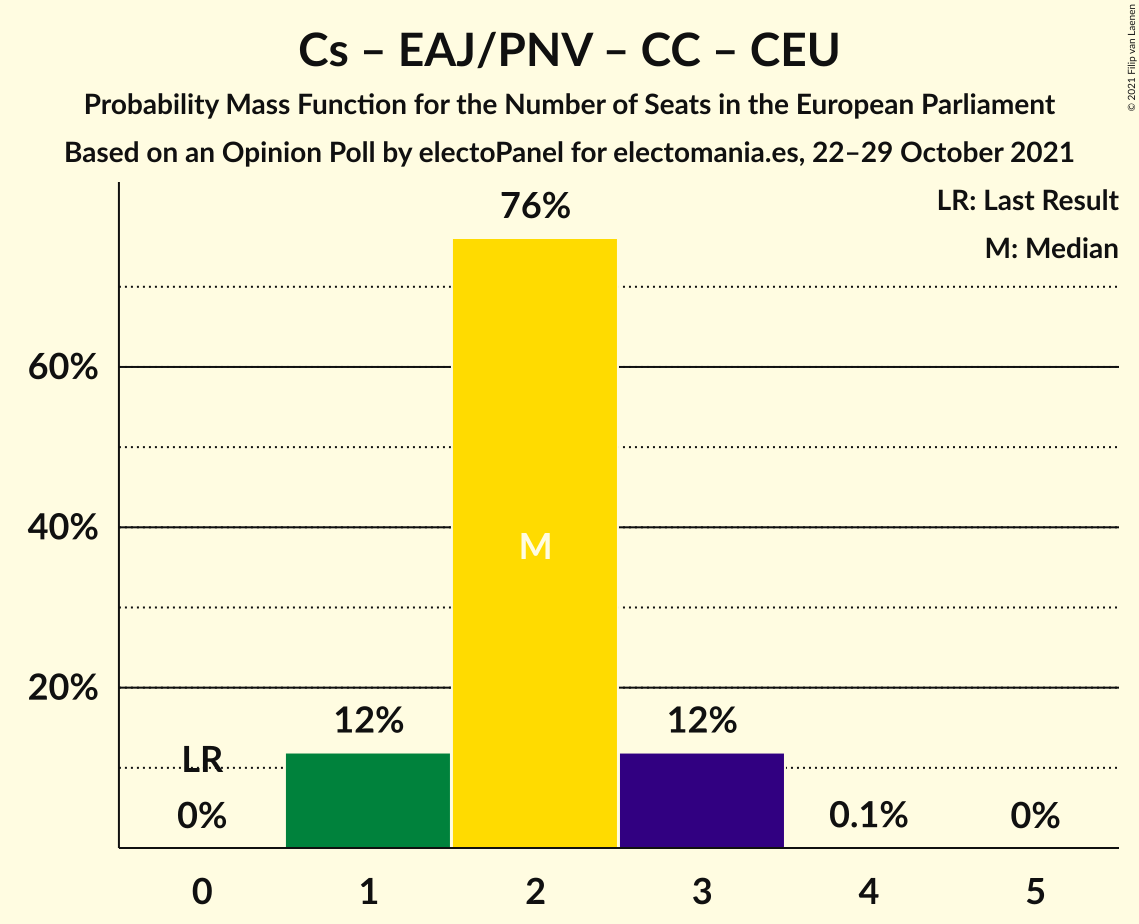 Cs – EAJ/PNV – CC – CEU
Probability Mass Function for the Number of Seats in the European Parliament
Based on an Opinion Poll by electoPanel for electomania.es, 22–29 October 2021
© 2021 Filip van Laenen
LR: Last Result
M: Median
76%
60%
40%
M
20%
12%
12%
LR
0%
0.1%
0%
0 1 2 3 4 5